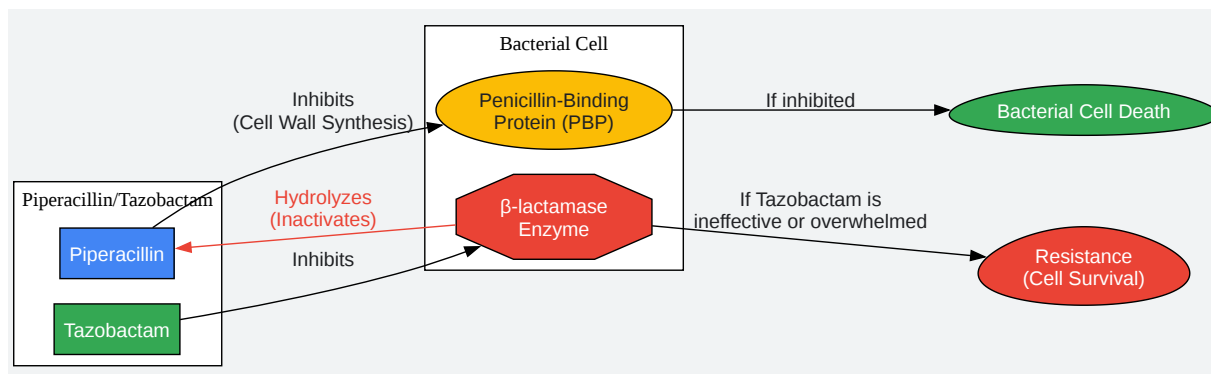 Bacterial Cell
Penicillin-Binding
Protein (PBP)
If inhibited
Bacterial Cell Death
Inhibits
(Cell Wall Synthesis)
Piperacillin/Tazobactam
Piperacillin
Tazobactam
Hydrolyzes
(Inactivates)
Inhibits
β-lactamase
Enzyme
If Tazobactam is
ineffective or overwhelmed
Resistance
(Cell Survival)